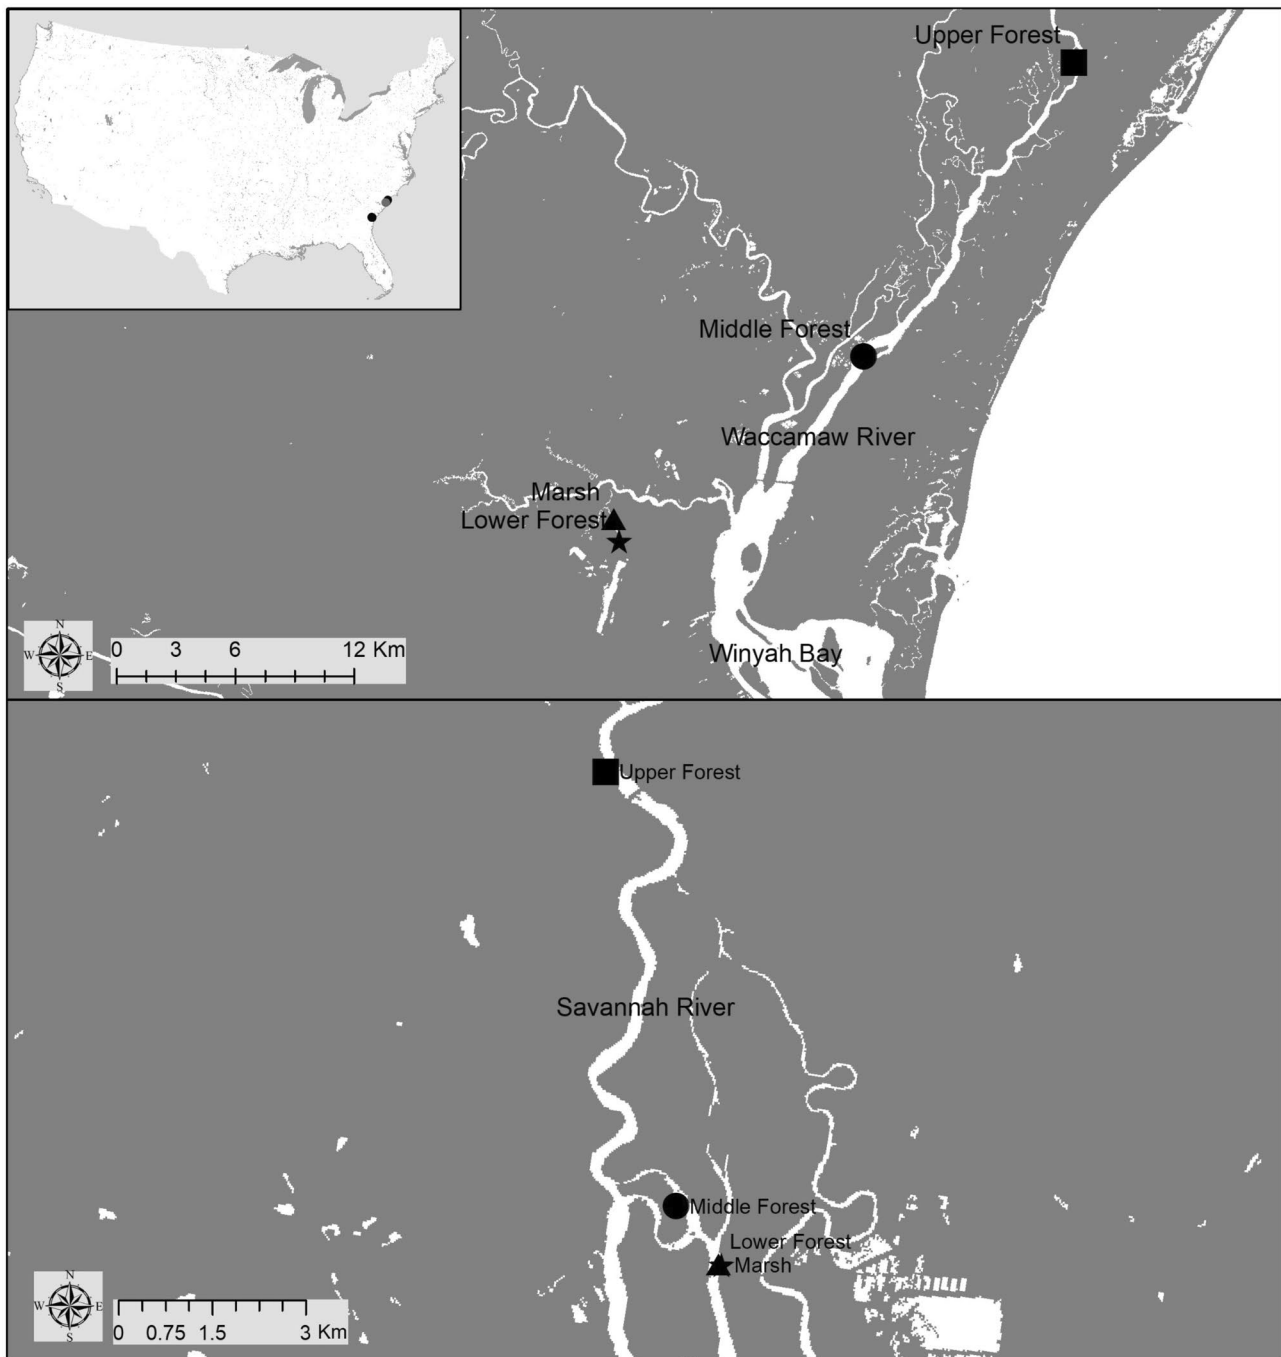 Upper Forest
Middle Forest
Waccamaw River
Marsh
Lower Forest
Winyah Bay
N
W E
S
0 3 6 12 Km
Upper Forest
Savannah River
Middle Forest
Lower Forest
Marsh
N
W E
S
0 0.75 1.5 3 Km